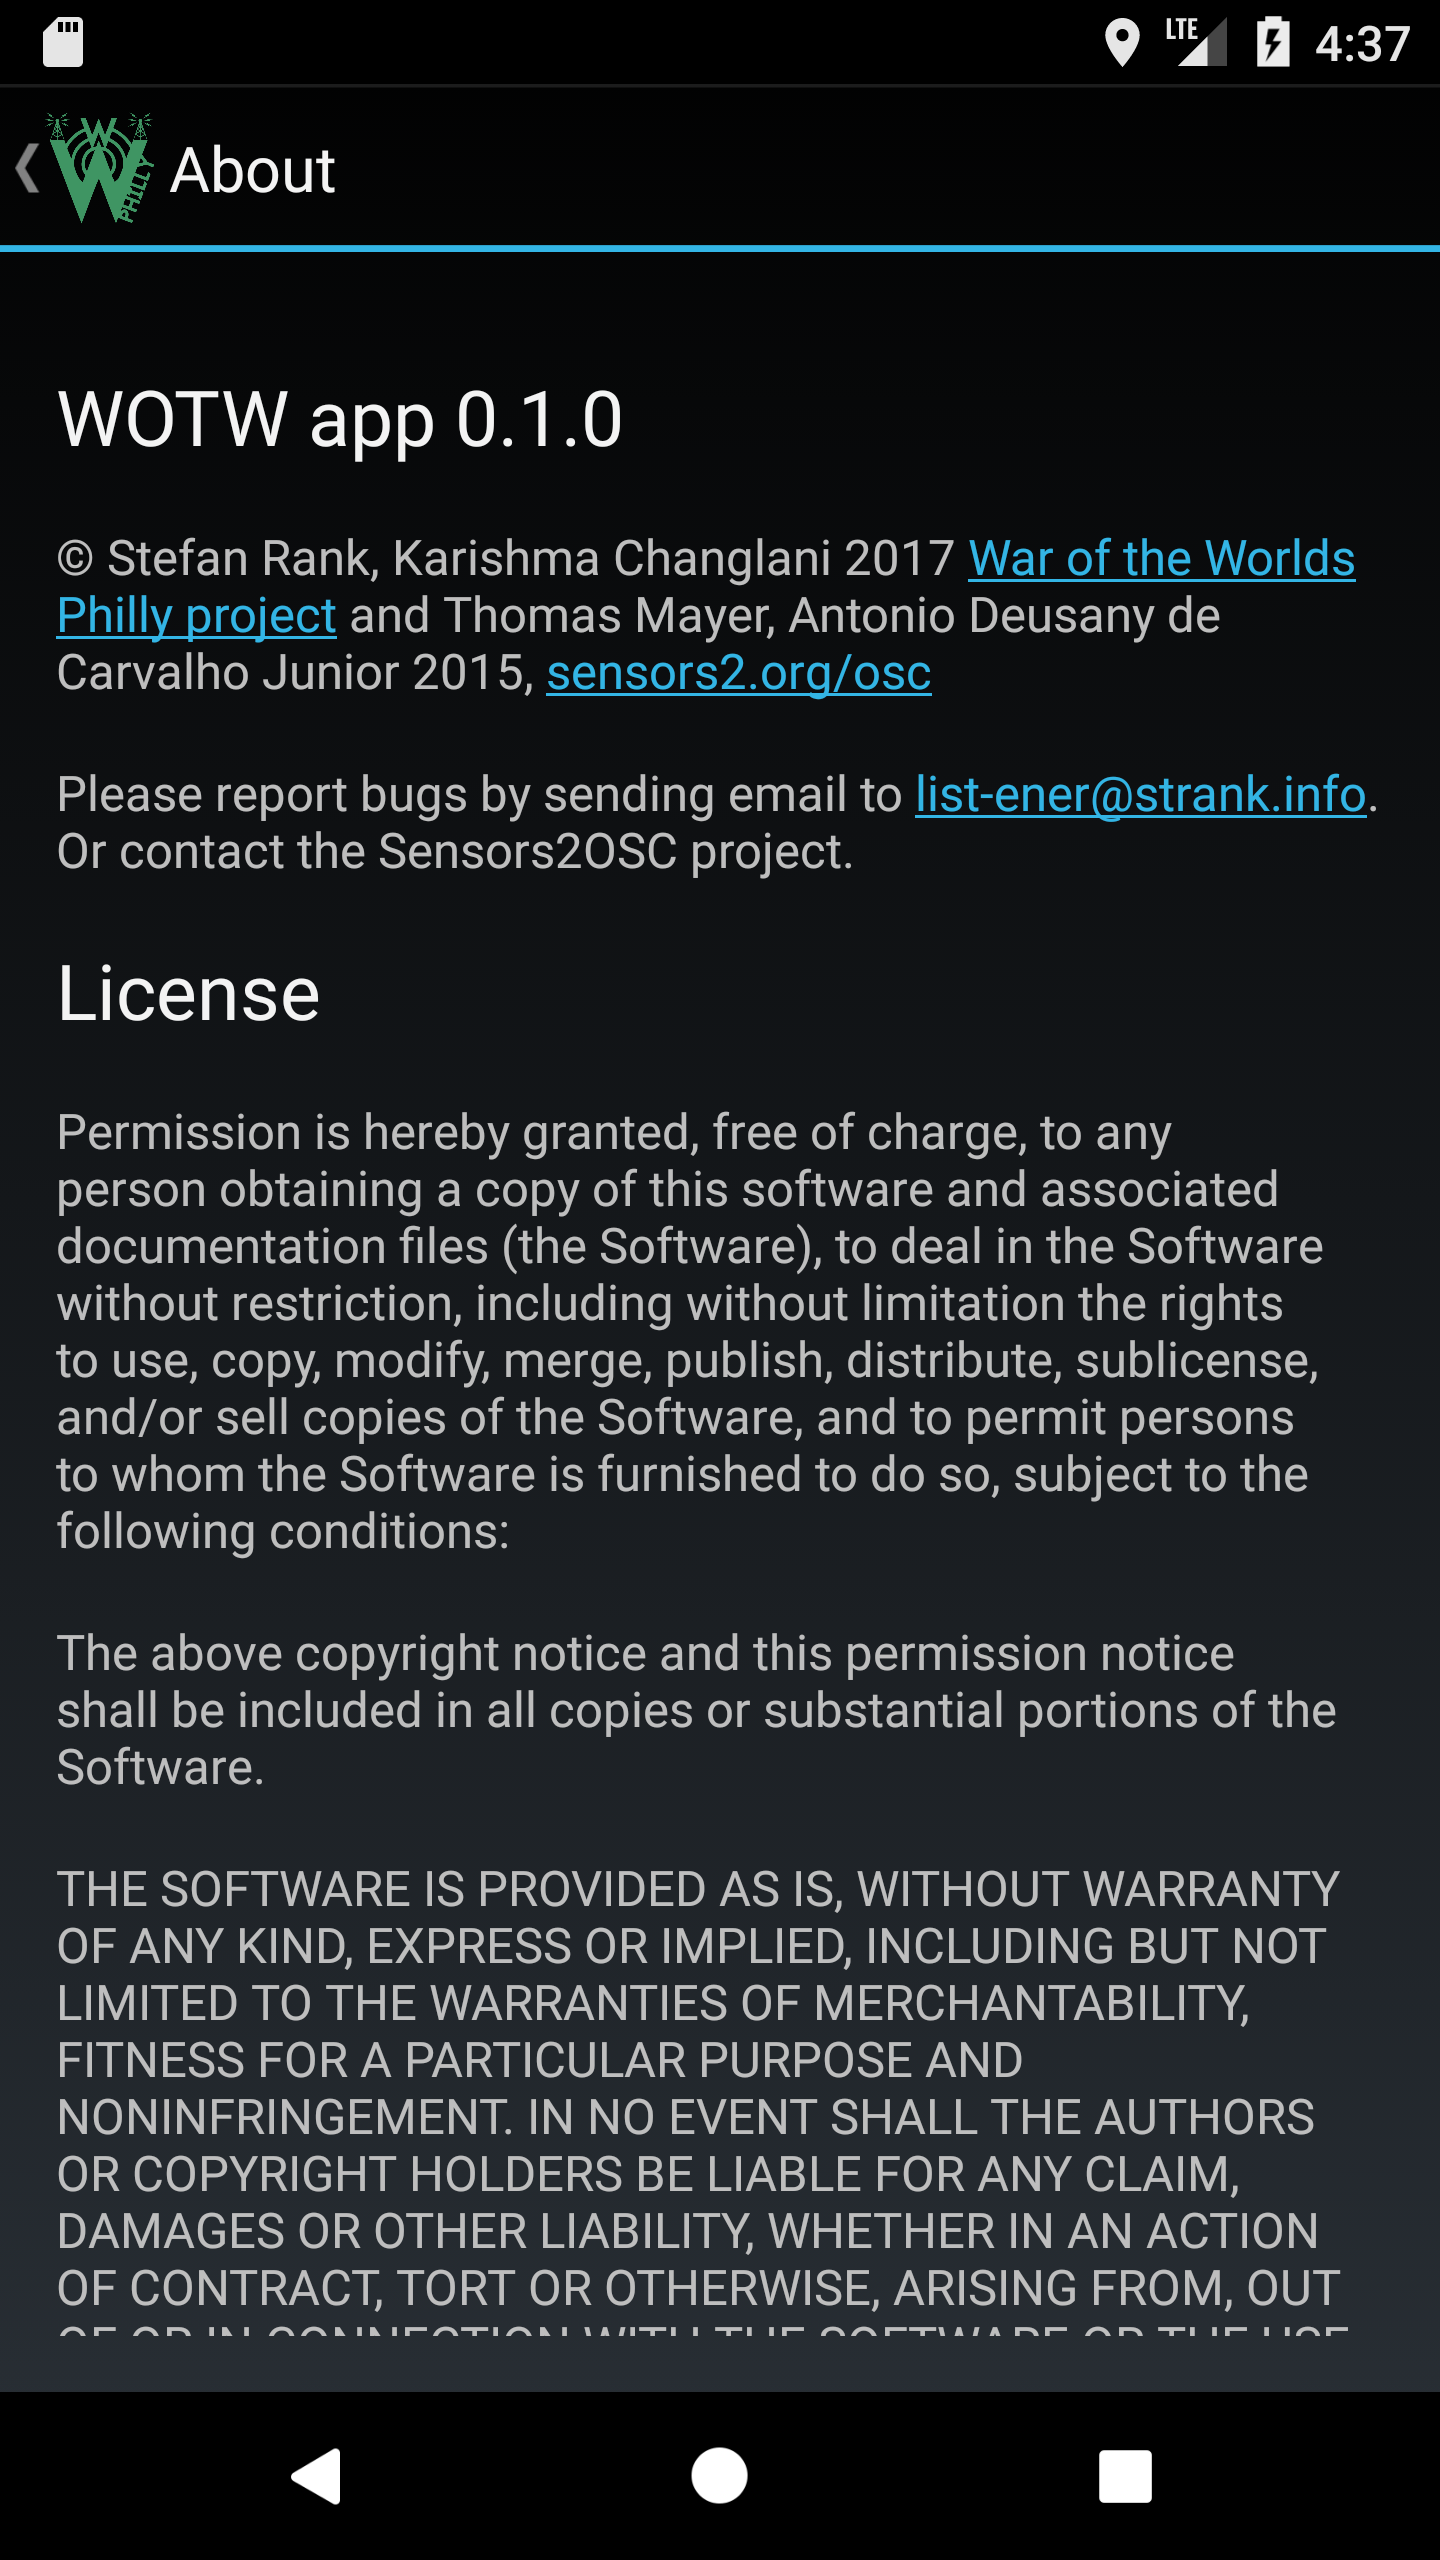 LTE 4:37
W W PHILLY About
WOTW app 0.1.0
© Stefan Rank, Karishma Changlani 2017 War of the Worlds
Philly project and Thomas Mayer, Antonio Deusany de
Carvalho Junior 2015, sensors2.org/osc
Please report bugs by sending email to list-ener@strank.info.
Or contact the Sensors2OSC project.
License
Permission is hereby granted, free of charge, to any
person obtaining a copy of this software and associated
documentation files (the Software), to deal in the Software
without restriction, including without limitation the rights
to use, copy, modify, merge, publish, distribute, sublicense,
and/or sell copies of the Software, and to permit persons
to whom the Software is furnished to do so, subject to the
following conditions:
The above copyright notice and this permission notice
shall be included in all copies or substantial portions of the
Software.
THE SOFTWARE IS PROVIDED AS IS, WITHOUT WARRANTY
OF ANY KIND, EXPRESS OR IMPLIED, INCLUDING BUT NOT
LIMITED TO THE WARRANTIES OF MERCHANTABILITY,
FITNESS FOR A PARTICULAR PURPOSE AND
NONINFRINGEMENT. IN NO EVENT SHALL THE AUTHORS
OR COPYRIGHT HOLDERS BE LIABLE FOR ANY CLAIM,
DAMAGES OR OTHER LIABILITY, WHETHER IN AN ACTION
OF CONTRACT, TORT OR OTHERWISE, ARISING FROM, OUT
OF OR IN CONNECTION WITH THE SOFTWARE OR THE USE